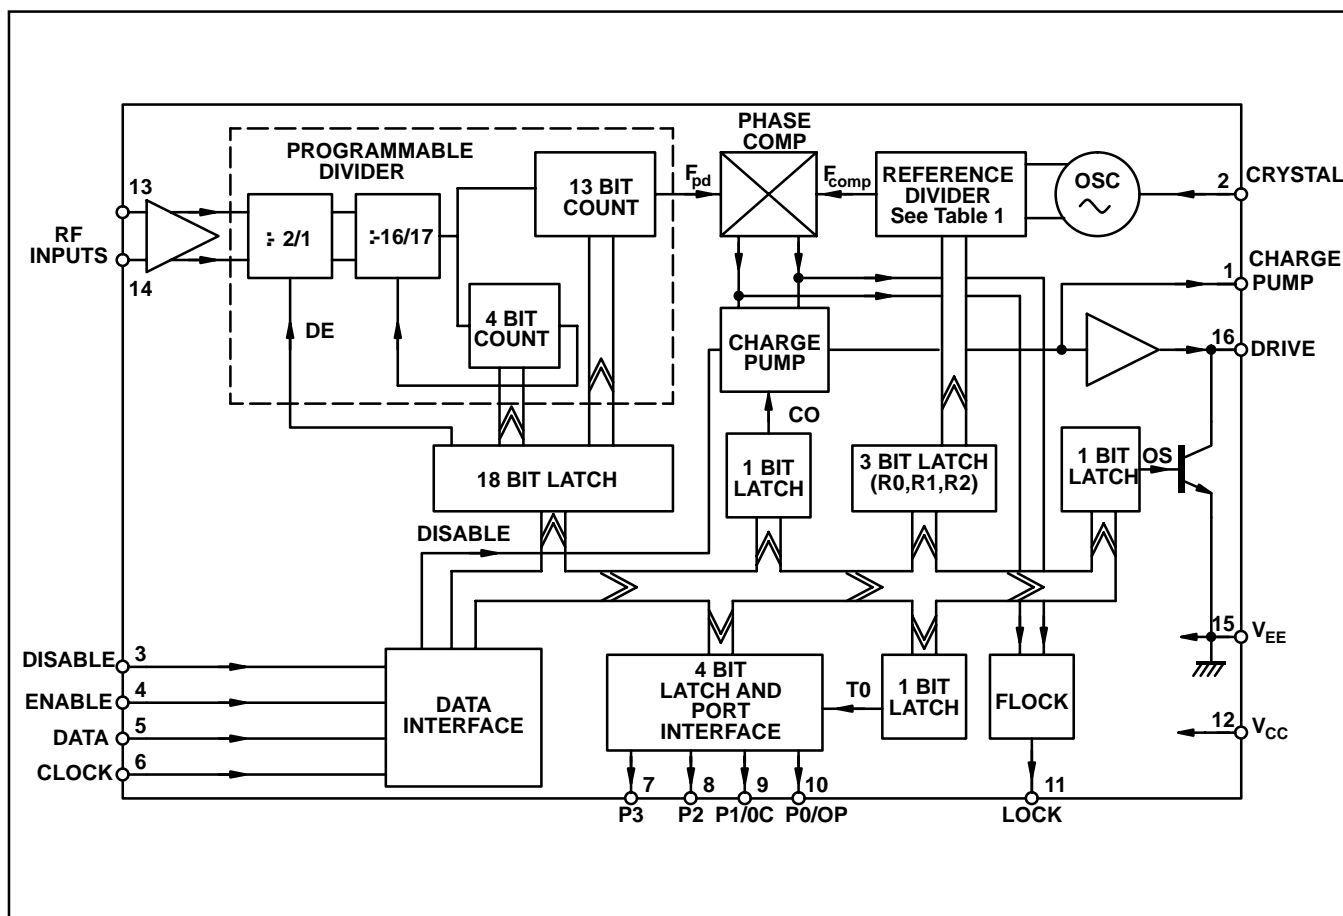 PROGRAMMABLE
DIVIDER
PHASE
COMP
13
RF
INPUTS
14
÷ 2/1
÷16/17
13 BIT
COUNT
4 BIT
COUNT
DE
Fpd
Fcomp
REFERENCE
DIVIDER
See Table 1
OSC
2
CRYSTAL
1
CHARGE
PUMP
CHARGE
PUMP
16
DRIVE
CO
18 BIT LATCH
1 BIT
LATCH
3 BIT LATCH
(R0,R1,R2)
1 BIT
LATCH
OS
DISABLE
15
VEE
12
VCC
DISABLE
3
ENABLE
4
DATA
5
CLOCK
6
DATA
INTERFACE
4 BIT
LATCH AND
PORT
INTERFACE
T0
1 BIT
LATCH
FLOCK
7
8
9
10
11
P3
P2
P1/0C
P0/OP
LOCK